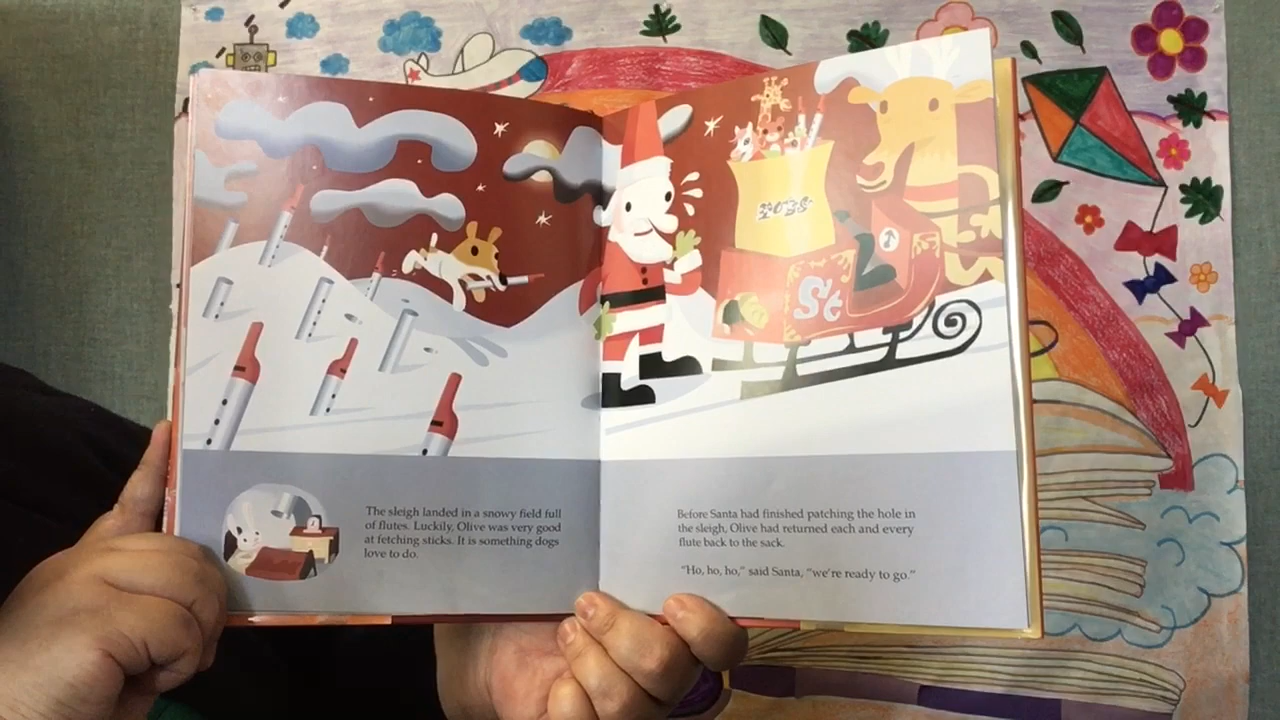 St
The sleigh landed in a snowy field full
of flutes. Luckily, Olive was very good
at fetching sticks. It is something dogs
love to do.
Before Santa had finished patching the hole in
the sleigh, Olive had returned each and every
flute back to the sack.
“Ho, ho, ho,” said Santa, “we’re ready to go.”